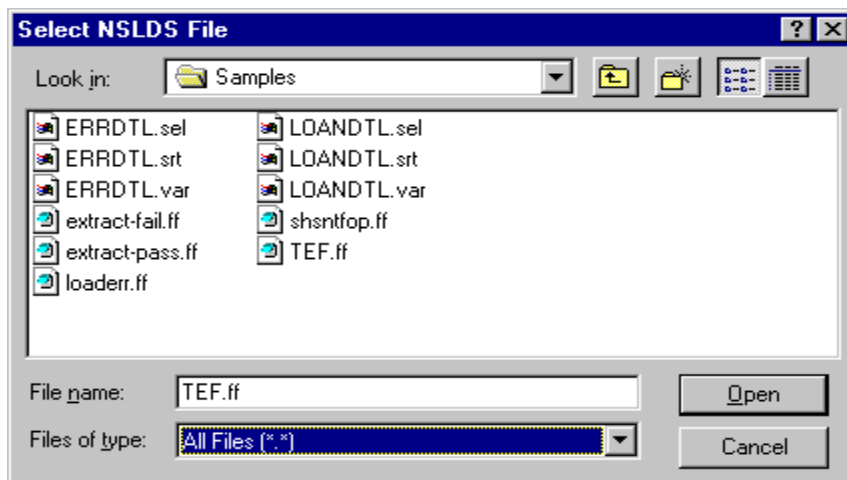 Select NSLDS File
Look in: Samples
ERRDTL.sel LOANDTL.sel
ERRDTL.srt LOANDTL.srt
ERRDTL.var LOANDTL.var
extract-fail.ff shsntfop.ff
extract-pass.ff TEF.ff
loaderr.ff
File name: TEF.ff Open
Files of type: All Files (*.*) Cancel